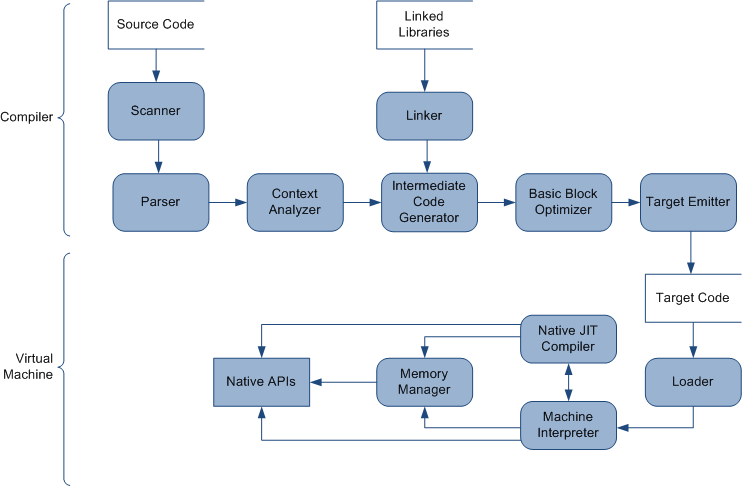 Source Code
Linked
Libraries
Compiler
Scanner
Linker
Parser
Context
Analyzer
Intermediate
Code
Generator
Basic Block
Optimizer
Target Emitter
Target Code
Virtual
Machine
Native JIT
Compiler
Native APIs
Memory
Manager
Loader
Machine
Interpreter